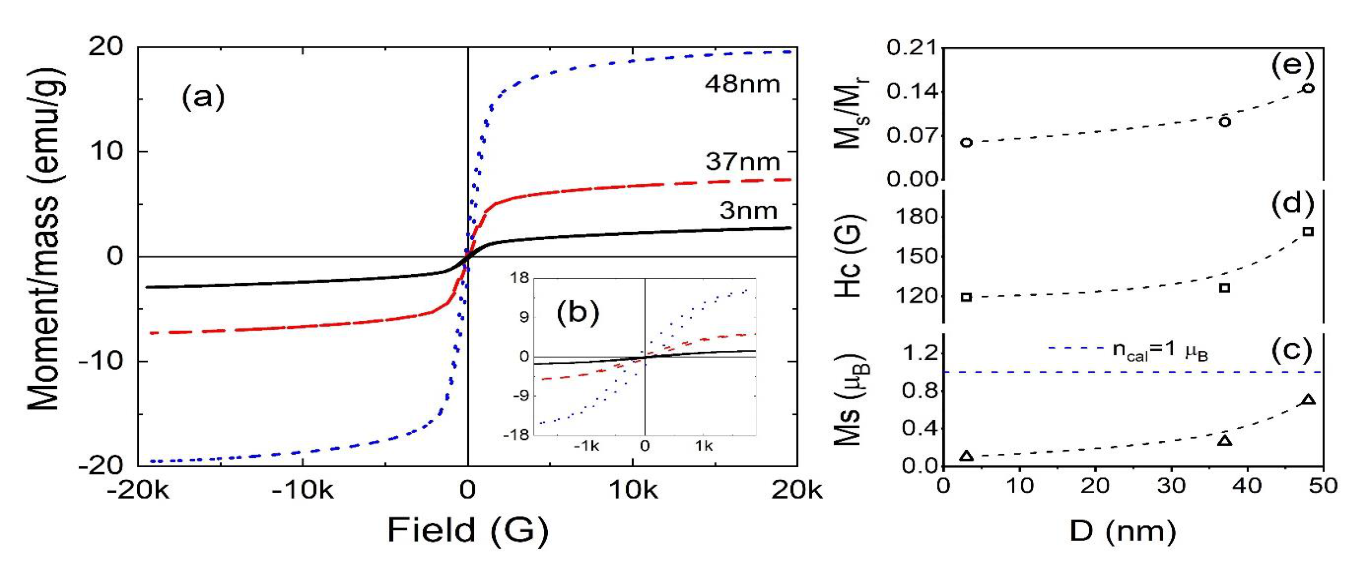 20
10
0
-10
-20
Moment/mass (emu/g)
(a)
48nm
37nm
3nm
-20k
-10k
0
10k
20k
Field (G)
(b)
18
9
0
-9
-18
-1k
0
1k
(e)
0.21
0.14
0.07
0.00
Ms/Mr
(d)
180
150
120
Hc (G)
(c)
ncal=1 μB
1.2
0.8
0.4
0.0
Ms (μB)
0
10
20
30
40
50
D (nm)